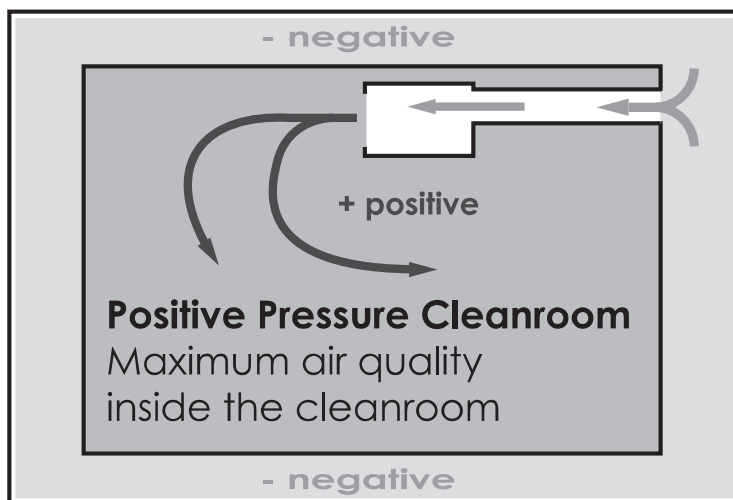 - negative
+ positive
Positive Pressure Cleanroom
Maximum air quality
inside the cleanroom
- negative